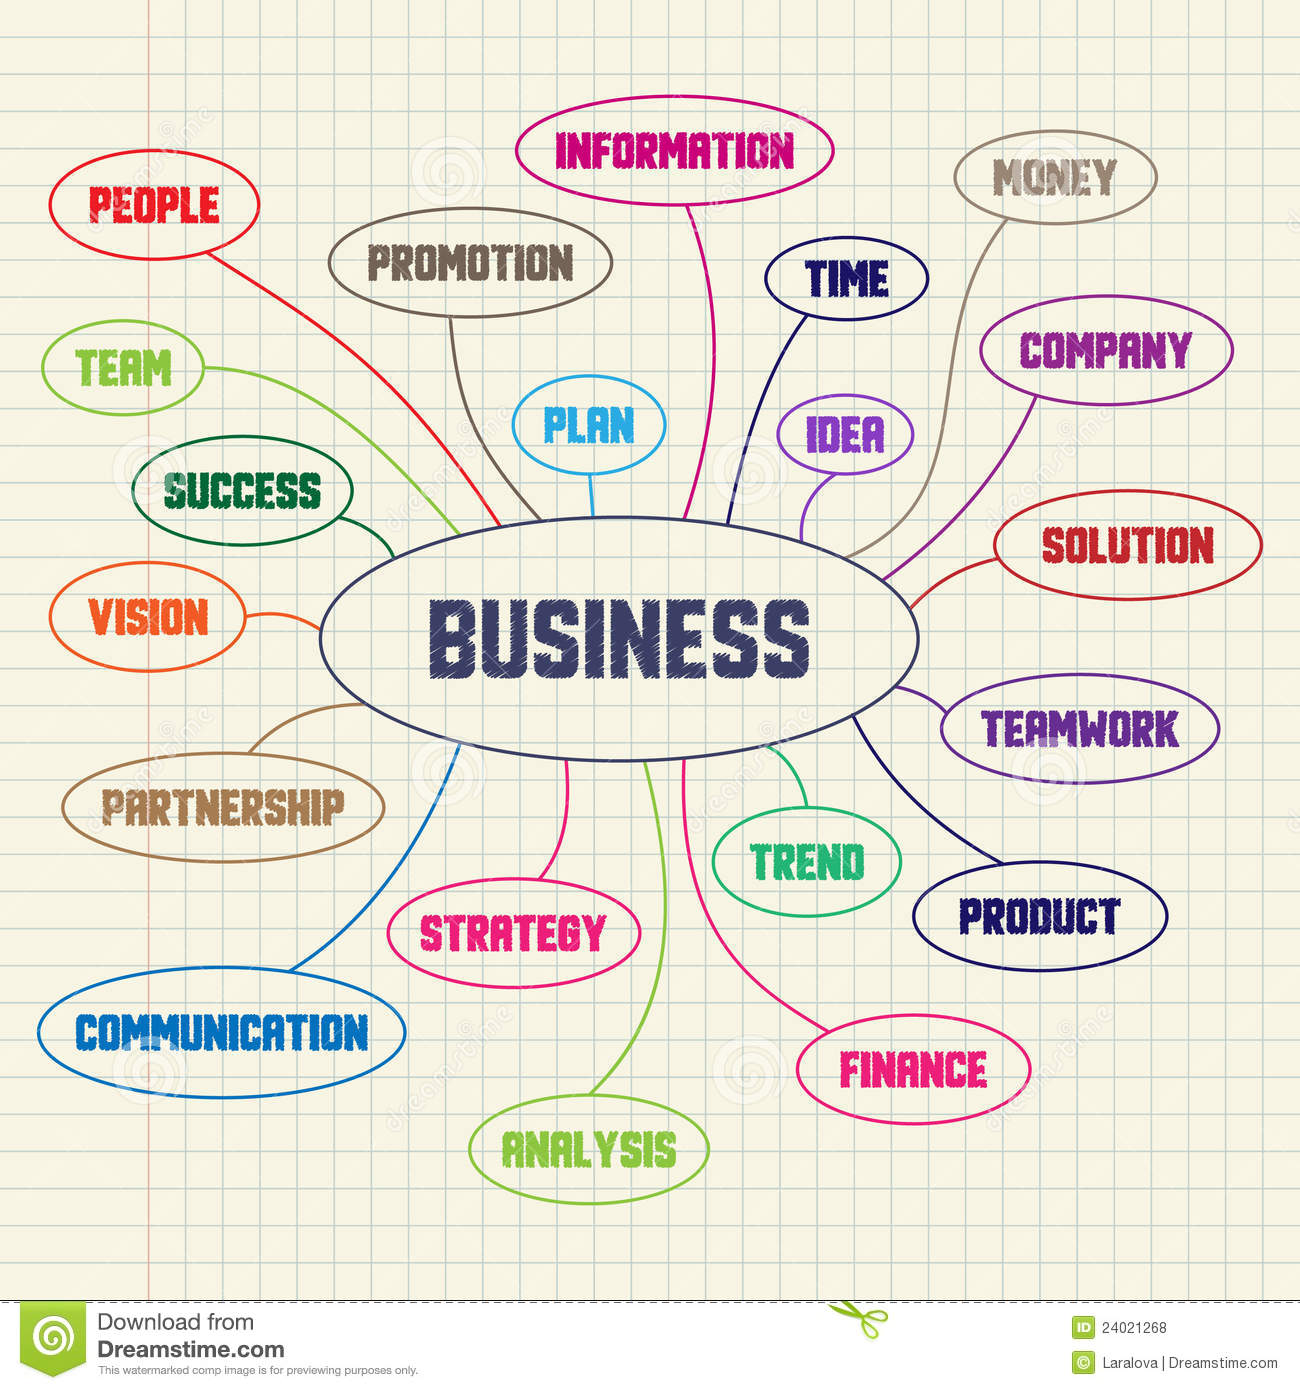 INFORMATION
MONEY
PEOPLE
PROMOTION
TIME
COMPANY
TEAM
PLAN
IDEA
SUCCESS
SOLUTION
VISION
BUSINESS
TEAMWORK
PARTNERSHIP
TREND
PRODUCT
STRATEGY
COMMUNICATION
FINANCE
ANALYSIS
Download from
Dreamstime.com
This watermarked comp image is for previewing purposes only.
ID 24021268
© Laralova | Dreamstime.com